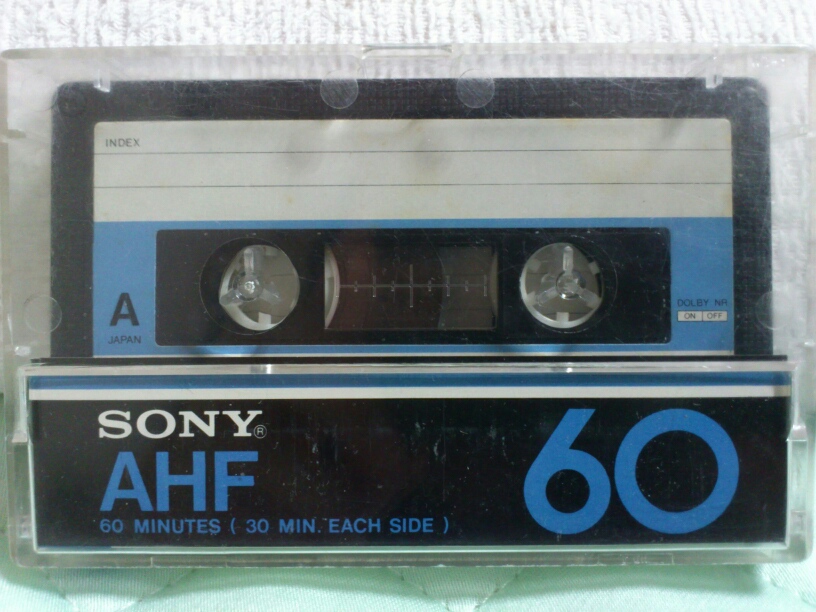 INDEX
A
JAPAN
DOLBY NR
ON OFF
SONY®
AHF
60 MINUTES ( 30 MIN. EACH SIDE )
60